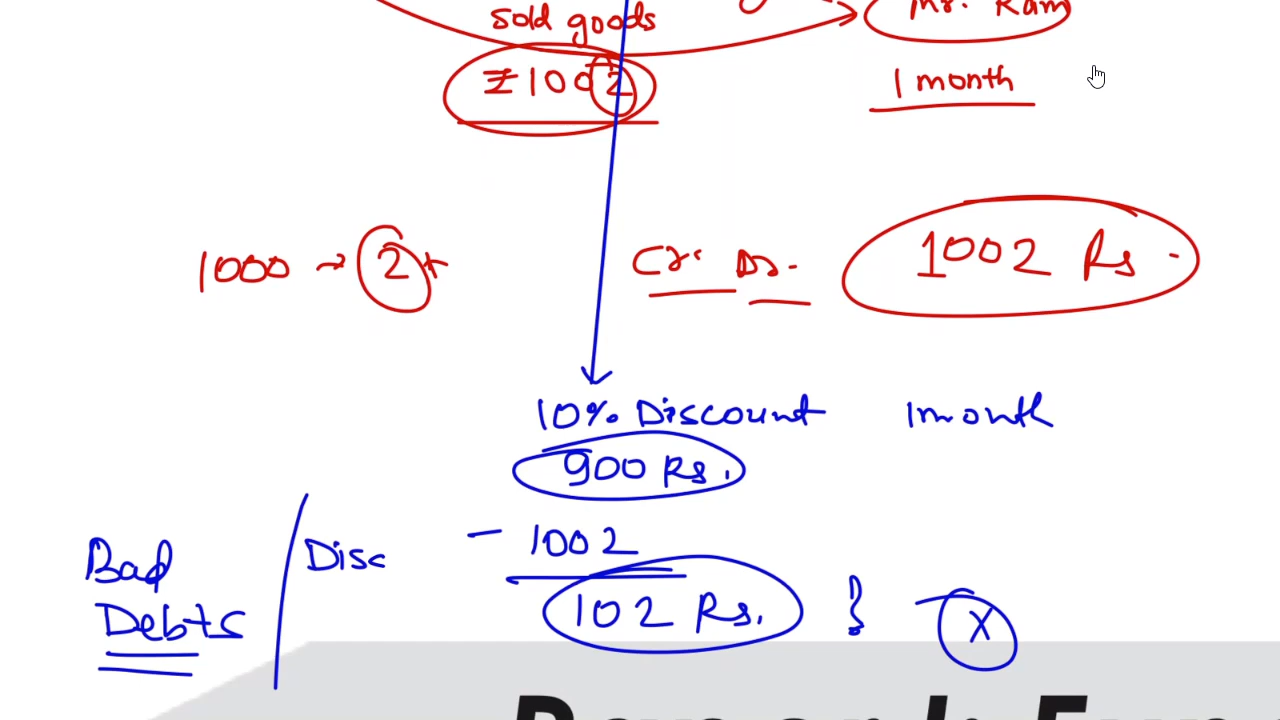 sold goods
Mr. Ram
₹1002
1 month
1000 → 2
Cr. Dr.
1002 Rs.
10% Discount 1 month
900 Rs.
- 1002
Bad Debts
Disc
102 Rs. } X